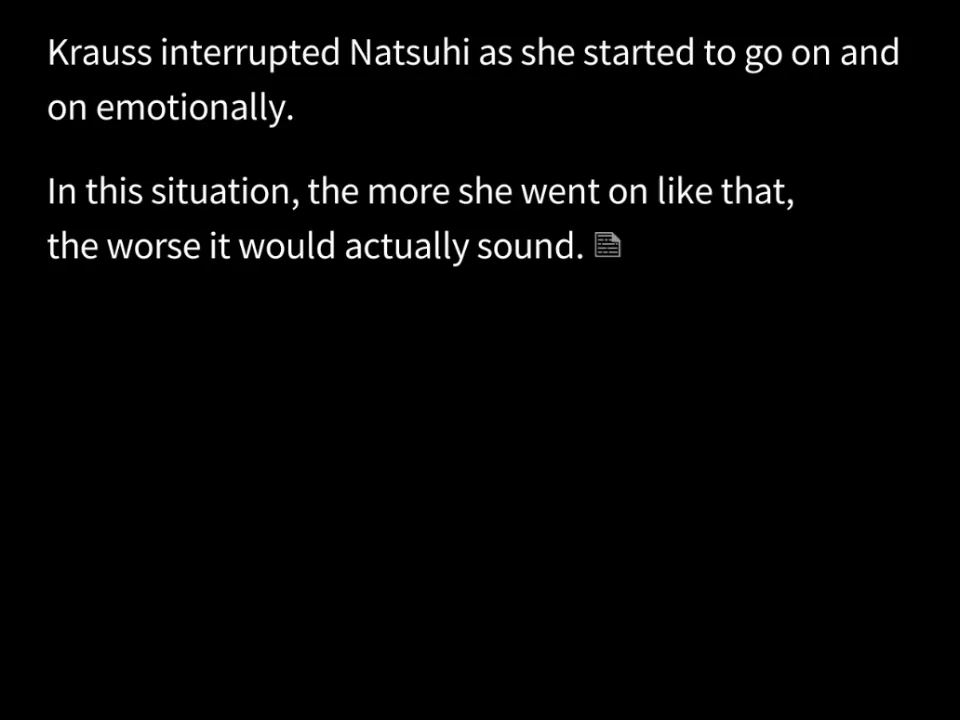 Krauss interrupted Natsuhi as she started to go on and
on emotionally.
In this situation, the more she went on like that,
the worse it would actually sound.